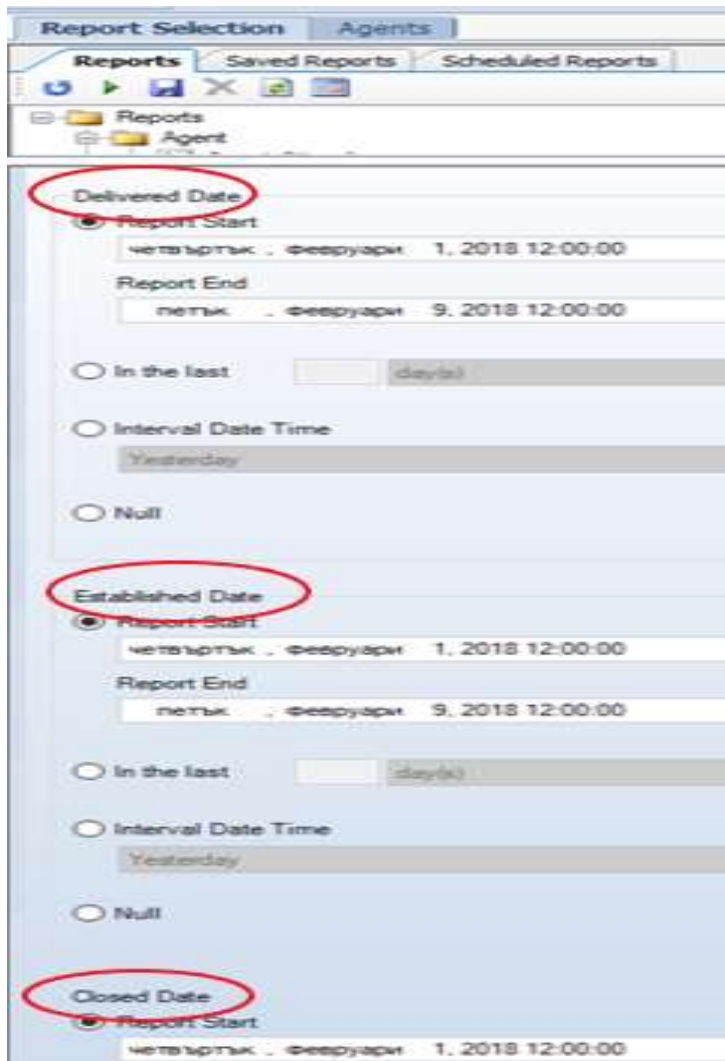 Report Selection Agents
Reports Saved Reports Scheduled Reports
Reports
Agent
Delivered Date
Report Start
четвъртък , февруари 1, 2018 12:00:00
Report End
петък , февруари 9, 2018 12:00:00
In the last day(s)
Interval Date Time
Yesterday
Null
Established Date
Report Start
четвъртък , февруари 1, 2018 12:00:00
Report End
петък , февруари 9, 2018 12:00:00
In the last day(s)
Interval Date Time
Yesterday
Null
Closed Date
Report Start
четвъртък , февруари 1, 2018 12:00:00